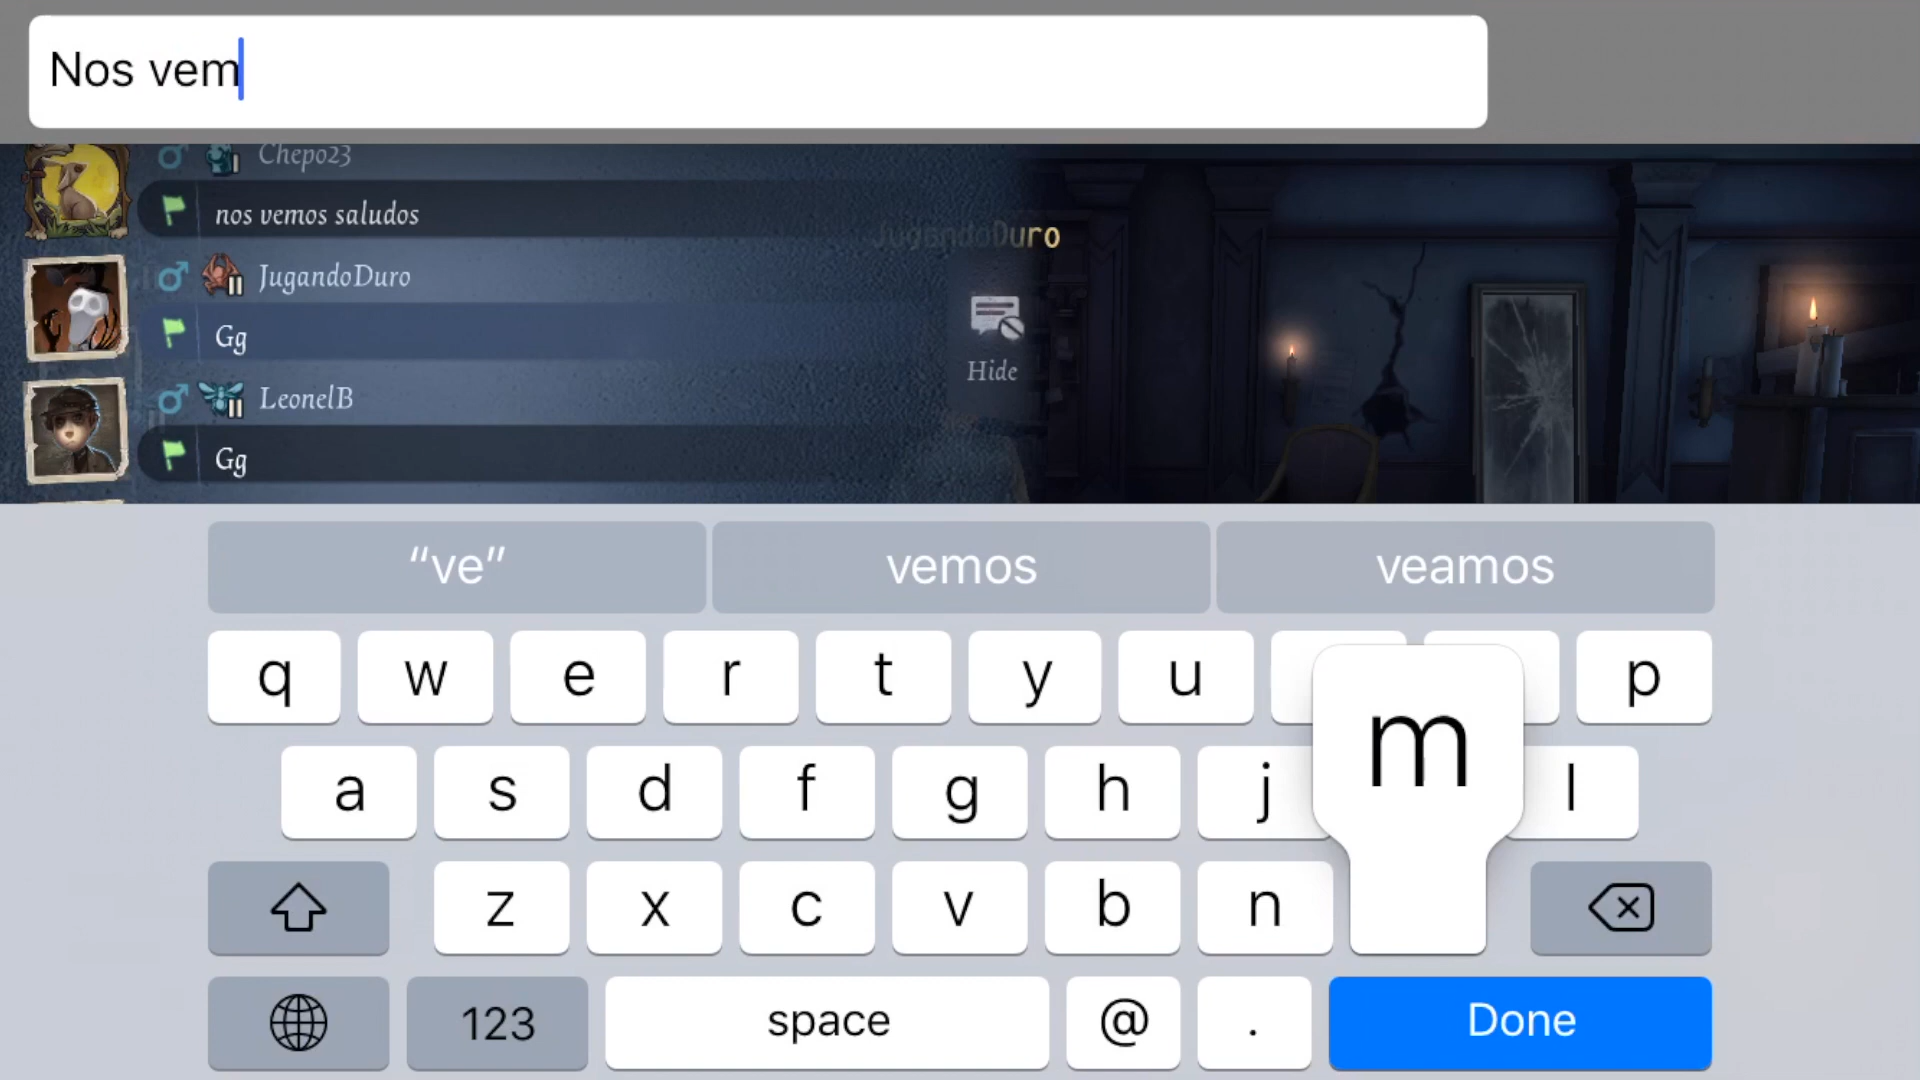 Nos vem
Chepo23
nos vemos saludos
JugandoDuro
JugandoDuro
Gg
Hide
LeonelB
Gg
“ve” vemos veamos
q w e r t y u p
a s d f g h j l
m
z x c v b n
123 space @ . Done